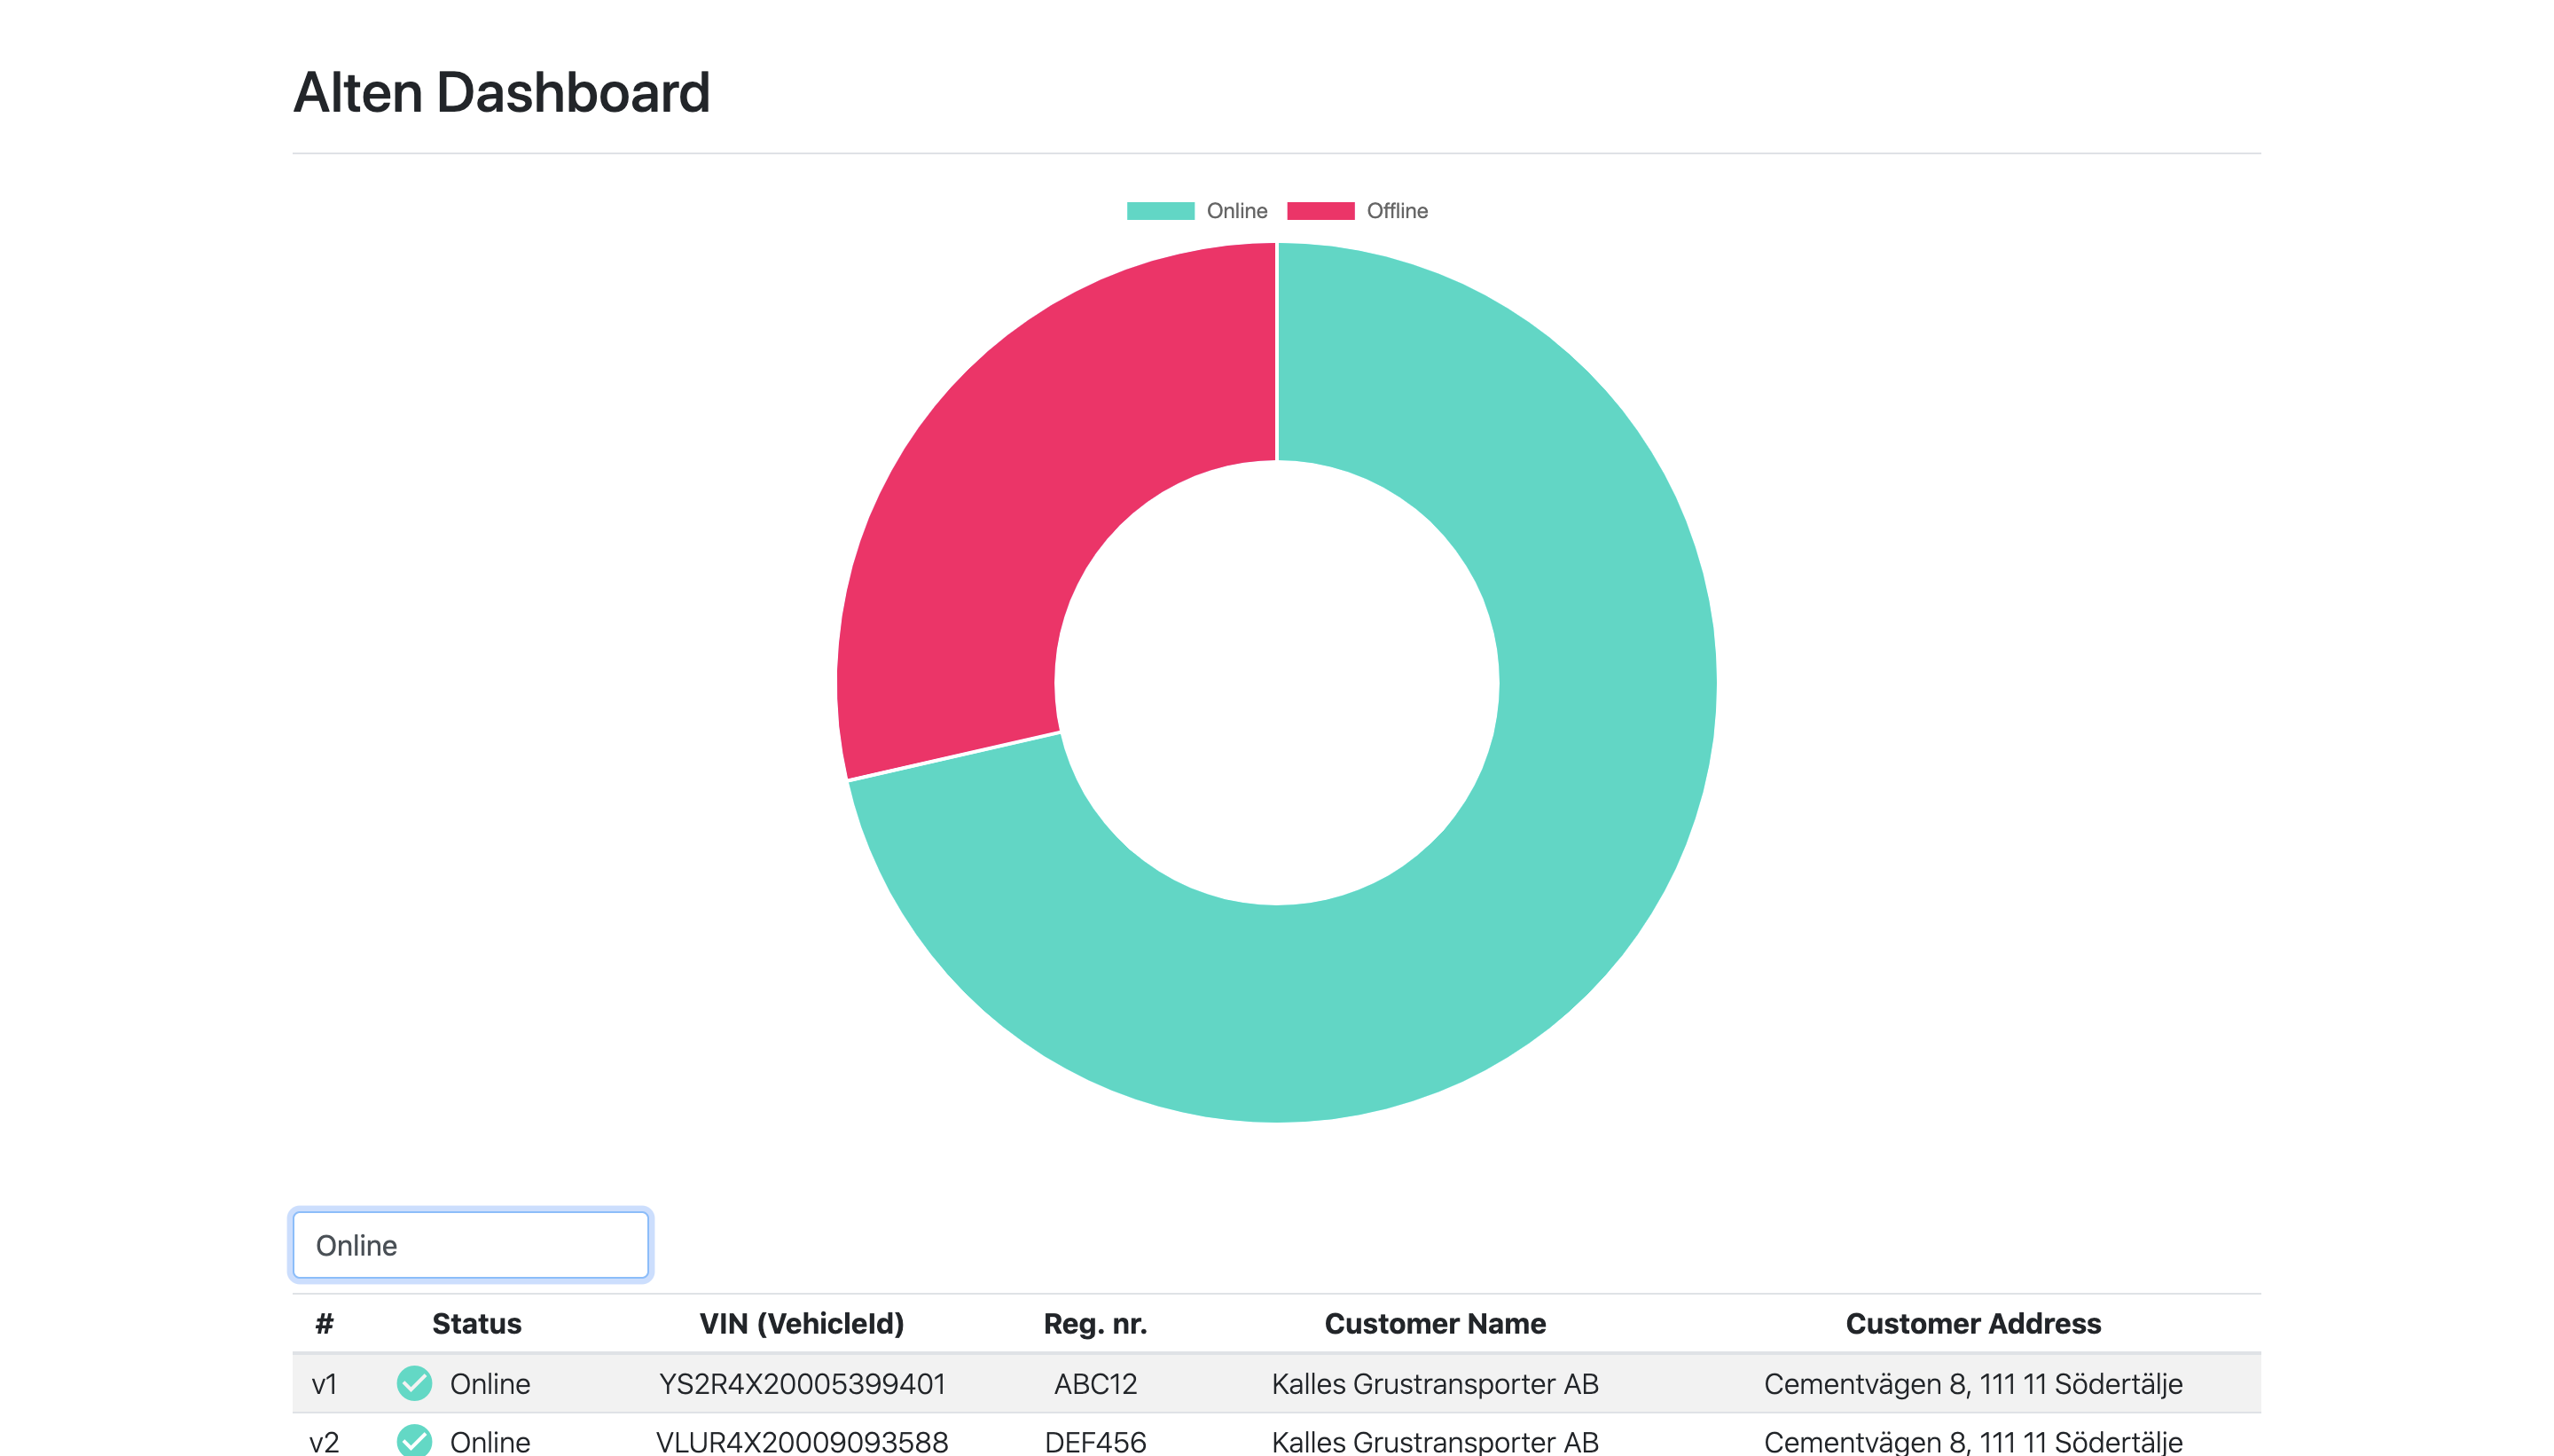 Alten Dashboard
Online Offline
Online
# Status VIN (VehicleId) Reg. nr. Customer Name Customer Address
v1 Online YS2R4X20005399401 ABC12 Kalles Grustransporter AB Cementvägen 8, 111 11 Södertälje
v2 Online VLUR4X20009093588 DEF456 Kalles Grustransporter AB Cementvägen 8, 111 11 Södertälje